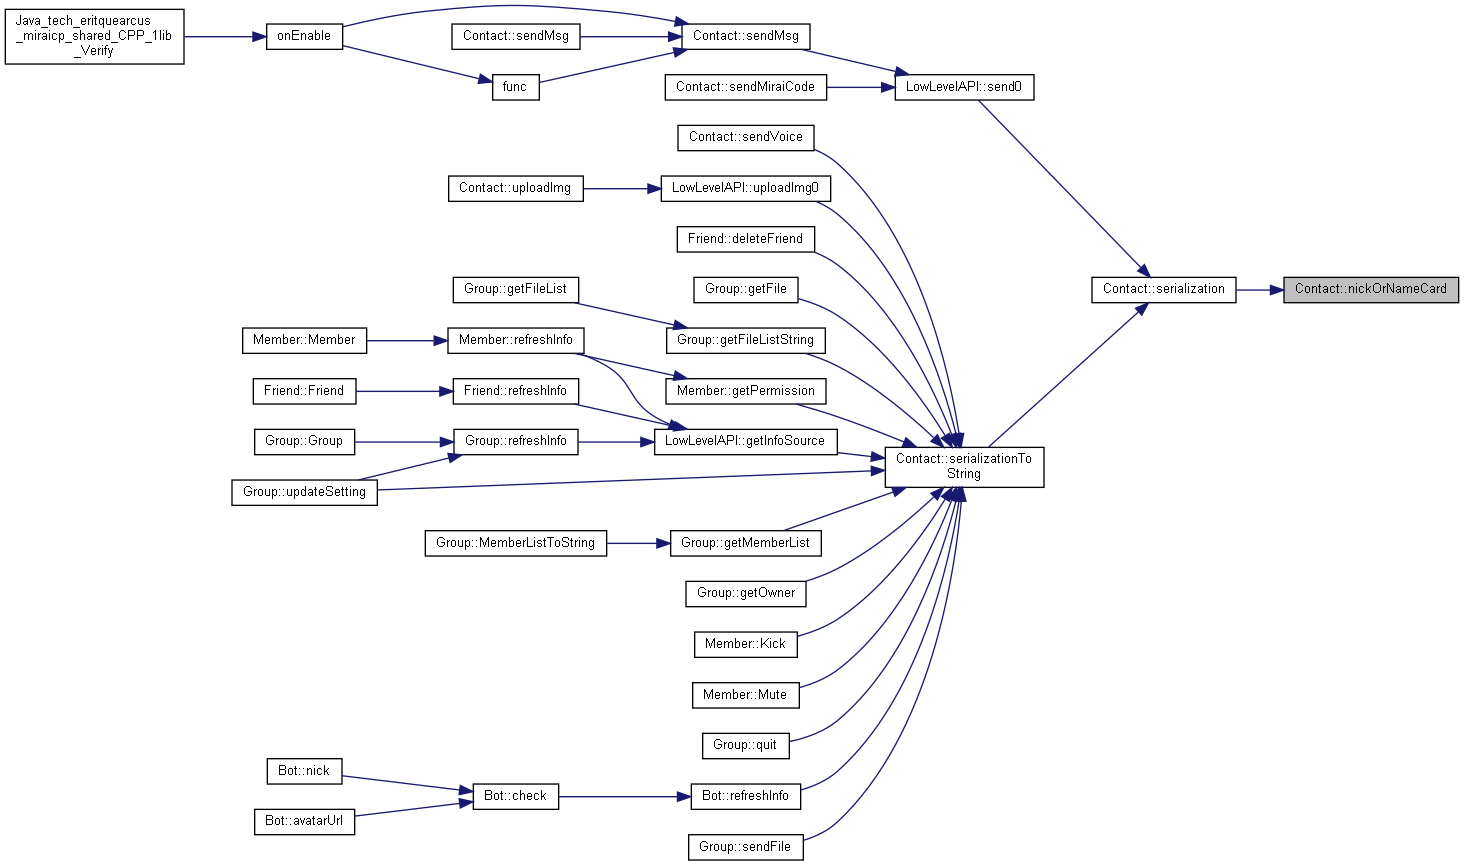 Java_tech_eritquearcus
_miraicp_shared_CPP_1lib
_Verify
onEnable
Contact::sendMsg
Contact::sendMsg
func
Contact::sendMiraiCode
LowLevelAPI::send0
Contact::sendVoice
Contact::uploadImg
LowLevelAPI::uploadImg0
Friend::deleteFriend
Group::getFileList
Group::getFile
Contact::serialization
Contact::nickOrNameCard
Member::Member
Member::refreshInfo
Group::getFileListString
Friend::Friend
Friend::refreshInfo
Member::getPermission
Group::Group
Group::refreshInfo
LowLevelAPI::getInfoSource
Contact::serializationTo
String
Group::updateSetting
Group::MemberListToString
Group::getMemberList
Group::getOwner
Member::Kick
Member::Mute
Group::quit
Bot::nick
Bot::check
Bot::refreshInfo
Bot::avatarUrl
Group::sendFile